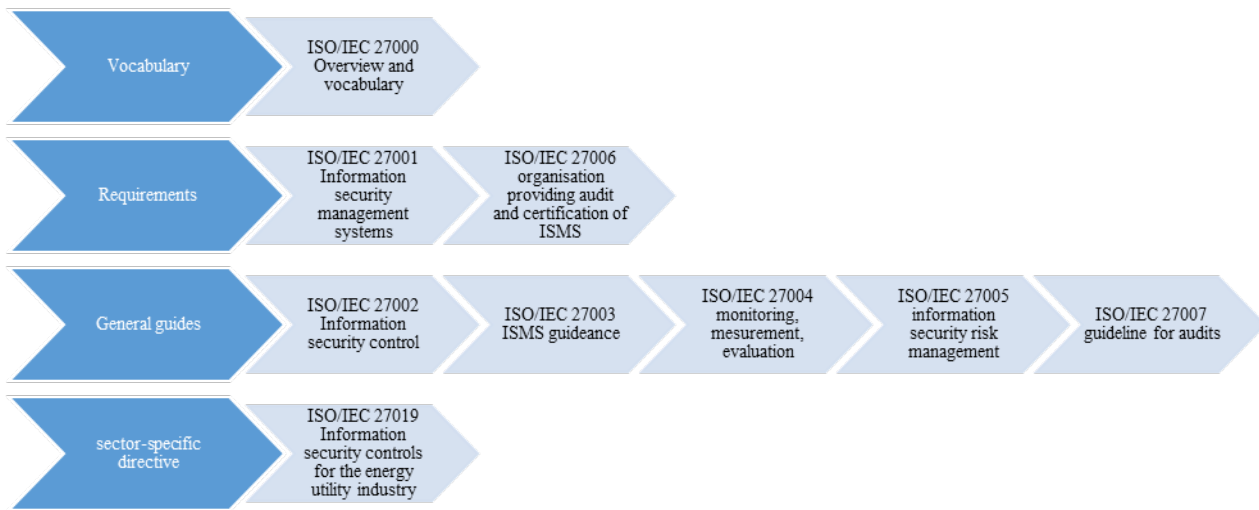 Vocabulary
ISO/IEC 27000
Overview and
vocabulary
Requirements
ISO/IEC 27001
Information
security
management
systems
ISO/IEC 27006
organisation
providing audit
and certification of
ISMS
General guides
ISO/IEC 27002
Information
security control
ISO/IEC 27003
ISMS guideance
ISO/IEC 27004
monitoring,
mesurement,
evaluation
ISO/IEC 27005
information
security risk
management
ISO/IEC 27007
guideline for audits
sector-specific
directive
ISO/IEC 27019
Information
security controls
for the energy
utility industry